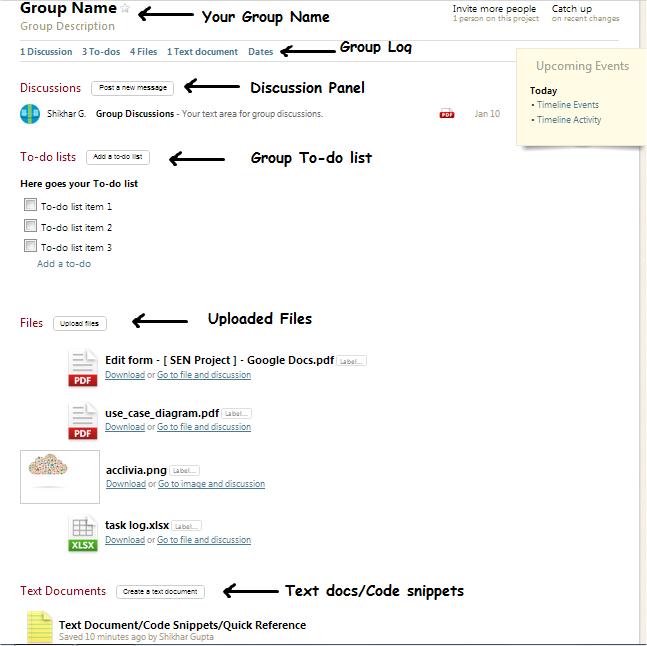 Group Name ☆
Your Group Name
Invite more people
1 person on this project
Catch up
on recent changes
Group Description
1 Discussion 3 To-dos 4 Files 1 Text document Dates
Group Log
Upcoming Events
Today
• Timeline Events
• Timeline Activity
Discussions Post a new message
Discussion Panel
Shikhar G. Group Discussions - Your text area for group discussions. PDF Jan 10
To-do lists Add a to-do list
Group To-do list
Here goes your To-do list
To-do list item 1
To-do list item 2
To-do list item 3
Add a to-do
Files Upload files
Uploaded Files
PDF
Edit form - [ SEN Project ] - Google Docs.pdf Label...
Download or Go to file and discussion
PDF
use_case_diagram.pdf Label...
Download or Go to file and discussion
acclivia.png Label...
Download or Go to image and discussion
XLSX
task log.xlsx Label...
Download or Go to file and discussion
Text Documents Create a text document
Text docs/Code snippets
Text Document/Code Snippets/Quick Reference
Saved 10 minutes ago by Shikhar Gupta